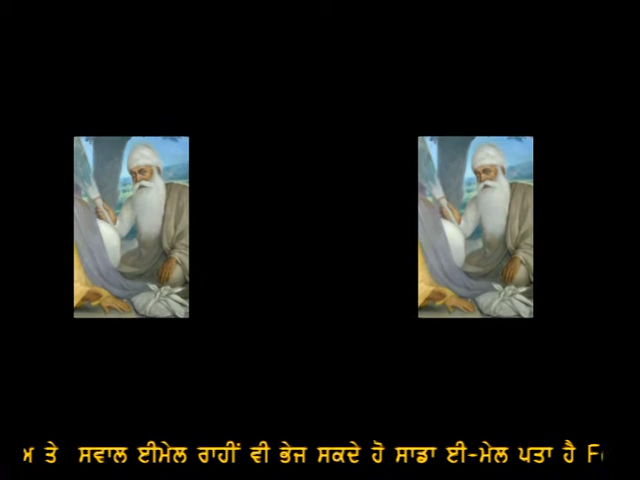 ਤੇ ਸਵਾਲ ਈਮੇਲ ਰਾਹੀਂ ਵੀ ਭੇਜ ਸਕਦੇ ਹੋ ਸਾਡਾ ਈ-ਮੇਲ ਪਤਾ ਹੈ